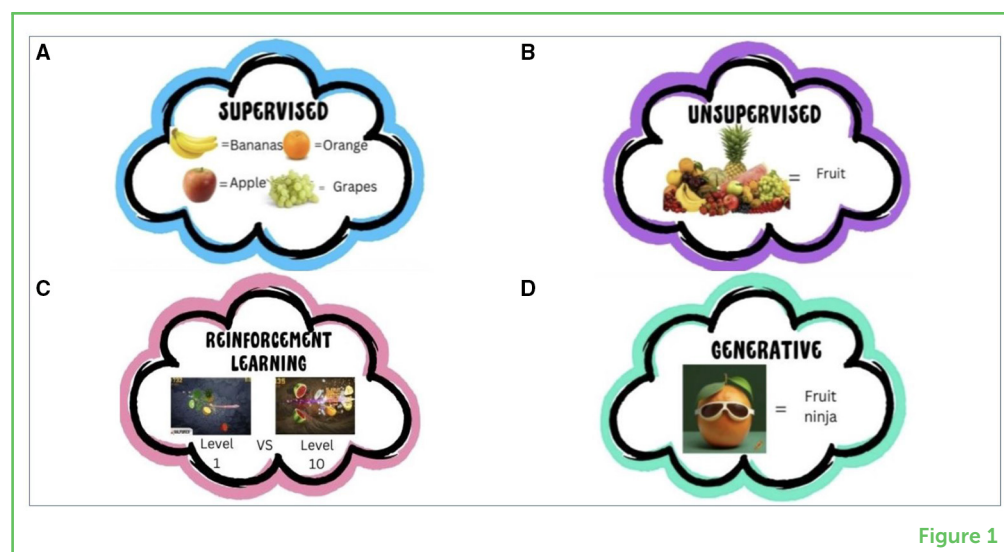 A
SUPERVISED
=Bananas =Orange
=Apple = Grapes
B
UNSUPERVISED
= Fruit
C
REINFORCEMENT
LEARNING
Level VS Level
1 10
D
GENERATIVE
= Fruit
ninja
Figure 1